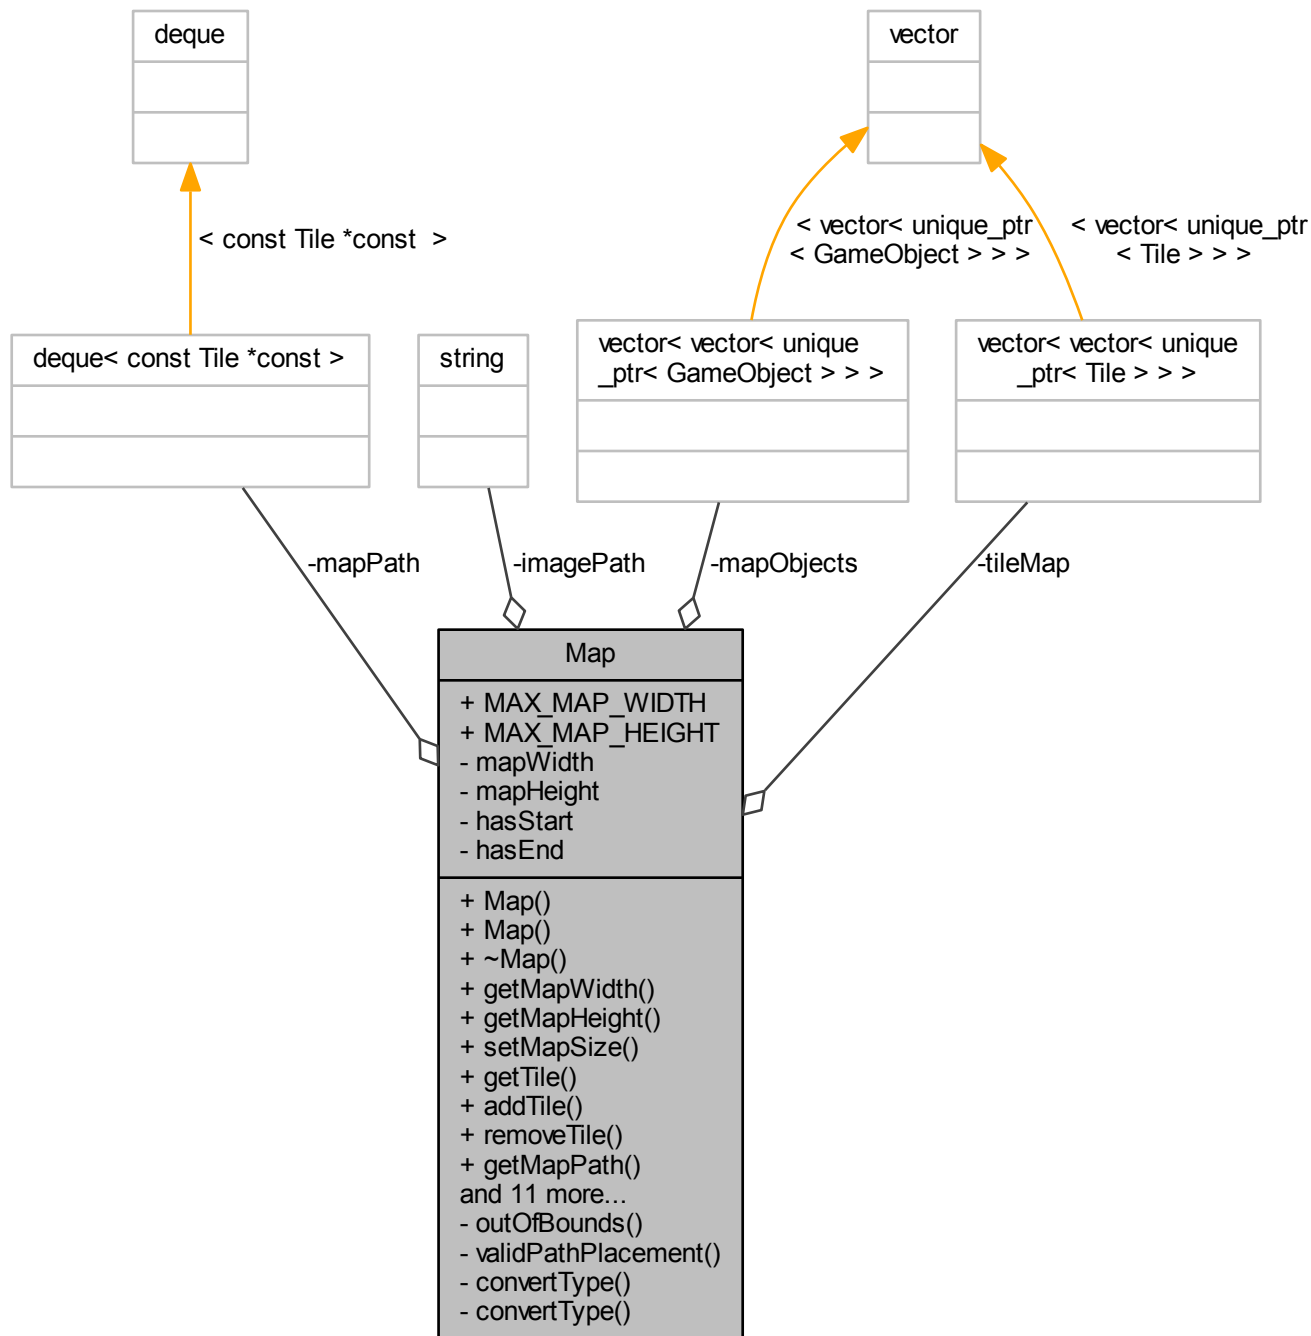 deque
vector
< const Tile *const  >
< vector< unique_ptr
< GameObject > > >
< vector< unique_ptr
< Tile > > >
deque< const Tile *const >
string
vector< vector< unique
_ptr< GameObject > > >
vector< vector< unique
_ptr< Tile > > >
-mapPath
-imagePath
-mapObjects
-tileMap
Map
+ MAX_MAP_WIDTH
+ MAX_MAP_HEIGHT
- mapWidth
- mapHeight
- hasStart
- hasEnd
+ Map()
+ Map()
+ ~Map()
+ getMapWidth()
+ getMapHeight()
+ setMapSize()
+ getTile()
+ addTile()
+ removeTile()
+ getMapPath()
and 11 more...
- outOfBounds()
- validPathPlacement()
- convertType()
- convertType()